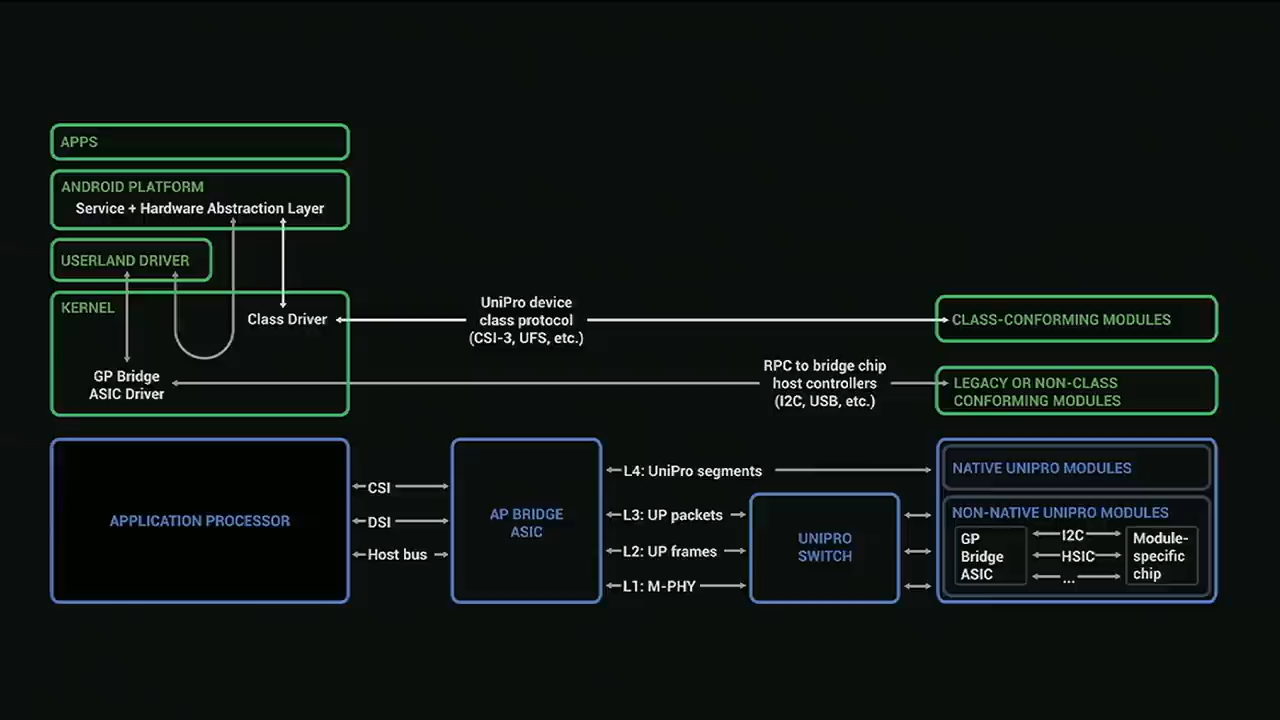 APPS
ANDROID PLATFORM
Service + Hardware Abstraction Layer
USERLAND DRIVER
KERNEL
Class Driver
GP Bridge
ASIC Driver
UniPro device
class protocol
(CSI-3, UFS, etc.)
CLASS-CONFORMING MODULES
RPC to bridge chip
host controllers
(I2C, USB, etc.)
LEGACY OR NON-CLASS
CONFORMING MODULES
APPLICATION PROCESSOR
CSI
DSI
Host bus
AP BRIDGE
ASIC
L4: UniPro segments
L3: UP packets
L2: UP frames
L1: M-PHY
UNIPRO
SWITCH
NATIVE UNIPRO MODULES
NON-NATIVE UNIPRO MODULES
GP
Bridge
ASIC
I2C
HSIC
...
Module-
specific
chip